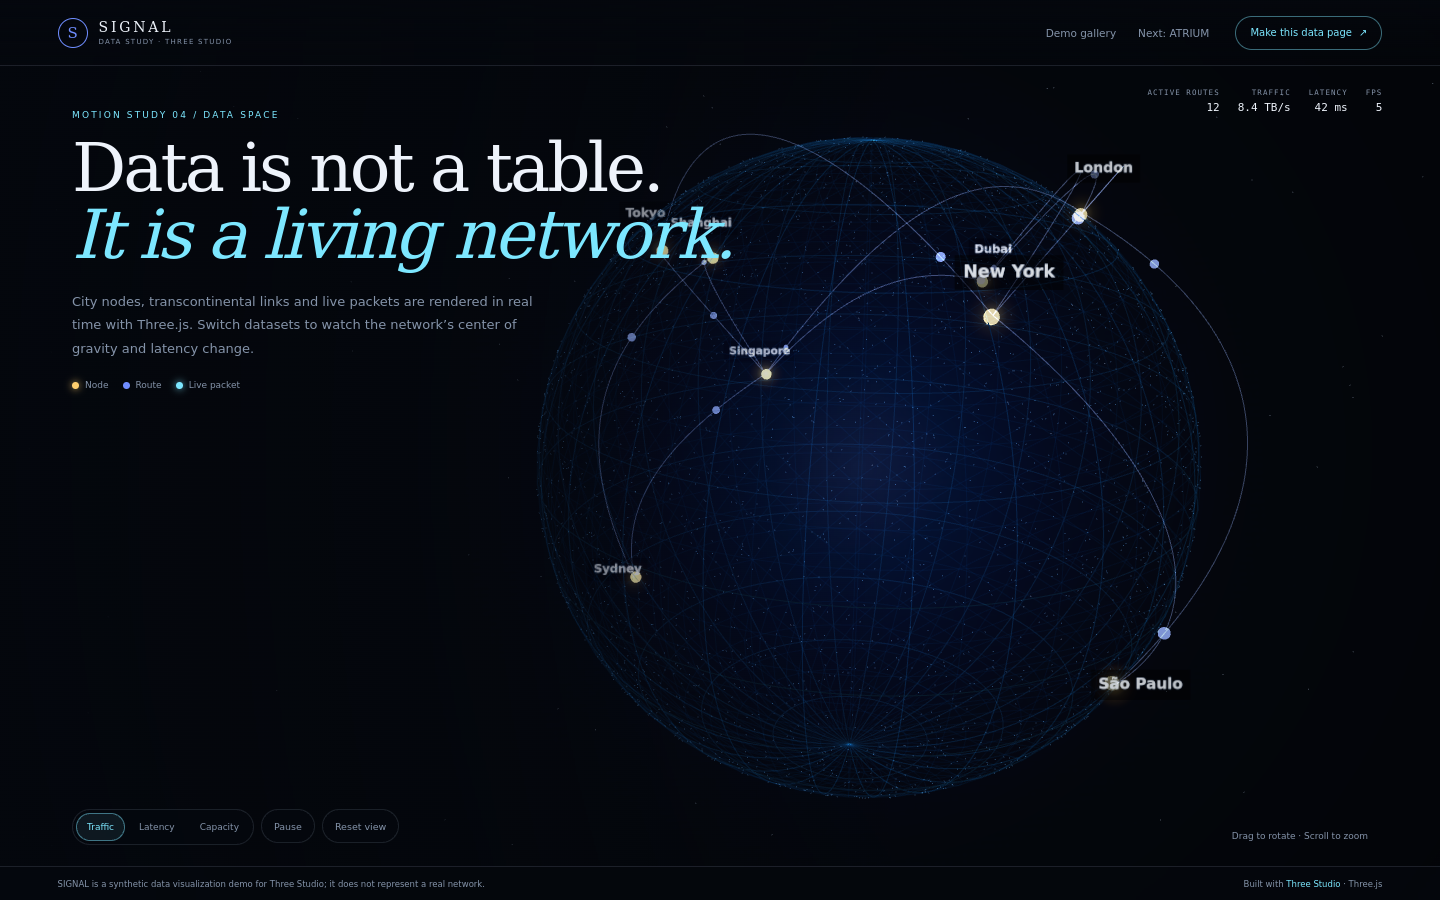 S
SIGNAL
DATA STUDY · THREE STUDIO
Demo gallery
Next: ATRIUM
Make this data page ↗
ACTIVE ROUTES
12
TRAFFIC
8.4 TB/s
LATENCY
42 ms
FPS
5
MOTION STUDY 04 / DATA SPACE
Data is not a table.
It is a living network.
City nodes, transcontinental links and live packets are rendered in real
time with Three.js. Switch datasets to watch the network’s center of
gravity and latency change.
Node
Route
Live packet
London
Tokyo
Shanghai
Dubai
New York
Singapore
Sydney
São Paulo
Traffic
Latency
Capacity
Pause
Reset view
Drag to rotate · Scroll to zoom
SIGNAL is a synthetic data visualization demo for Three Studio; it does not represent a real network.
Built with Three Studio · Three.js